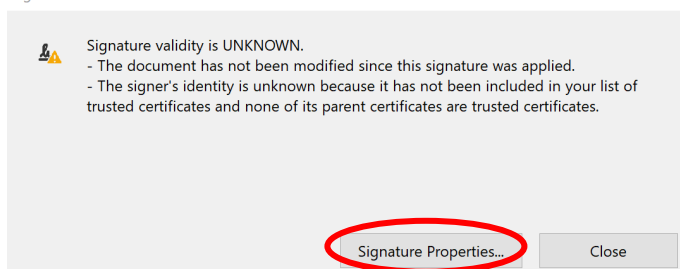 Signature validity is UNKNOWN.
- The document has not been modified since this signature was applied.
- The signer's identity is unknown because it has not been included in your list of
trusted certificates and none of its parent certificates are trusted certificates.
Signature Properties... Close